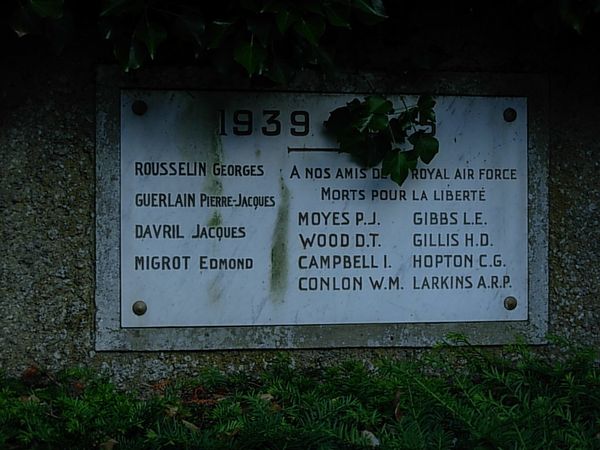 1939
ROUSSELIN GEORGES
GUERLAIN PIERRE-JACQUES
DAVRIL JACQUES
MIGROT EDMOND
A NOS AMIS DE ROYAL AIR FORCE
MORTS POUR LA LIBERTÉ
MOYES P.J. GIBBS L.E.
WOOD D.T. GILLIS H.D.
CAMPBELL I. HOPTON C.G.
CONLON W.M. LARKINS A.R.P.